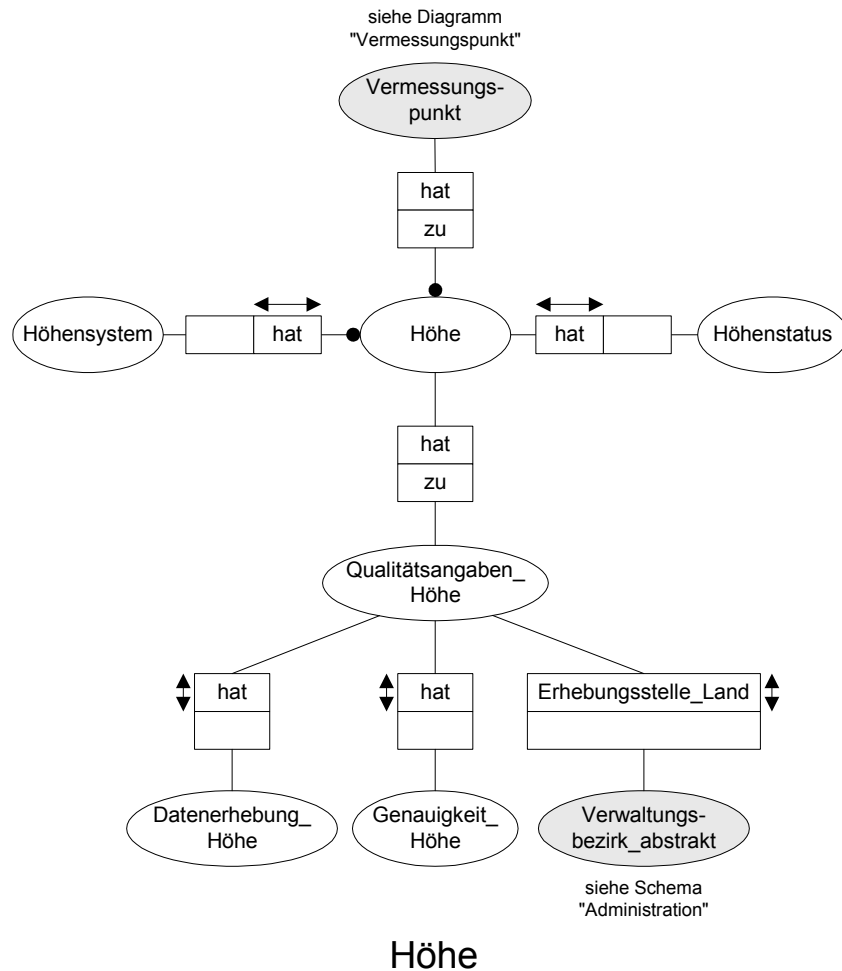 siehe Diagramm
"Vermessungspunkt"
Vermessungs-
punkt
hat
zu
Höhensystem
hat
Höhe
hat
Höhenstatus
hat
zu
Qualitätsangaben_
Höhe
hat
hat
Erhebungsstelle_Land
Datenerhebung_
Höhe
Genauigkeit_
Höhe
Verwaltungs-
bezirk_abstrakt
siehe Schema
"Administration"
Höhe